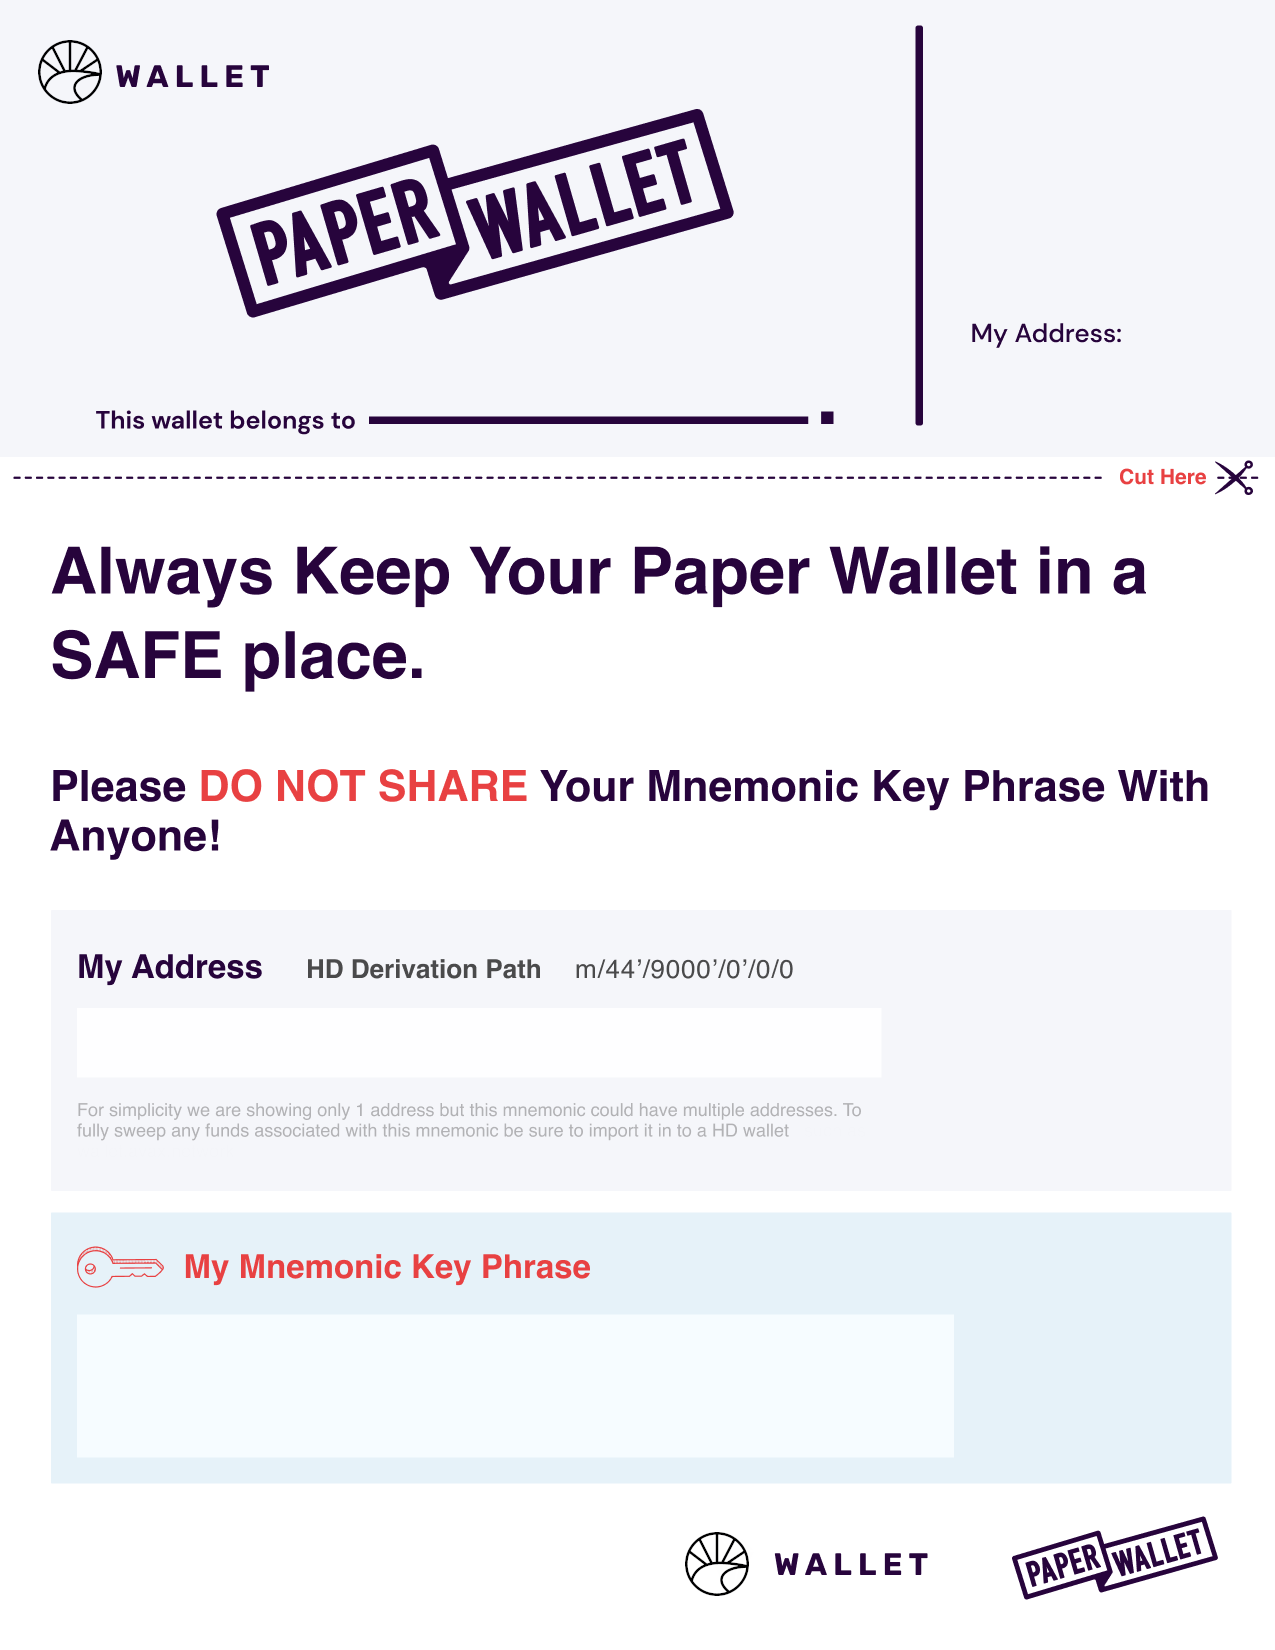 WALLET
PAPER WALLET
My Address:
This wallet belongs to
Cut Here
Always Keep Your Paper Wallet in a
SAFE place.
Please DO NOT SHARE Your Mnemonic Key Phrase With
Anyone!
My Address HD Derivation Path m/44’/9000’/0’/0/0
For simplicity we are showing only 1 address but this mnemonic could have multiple addresses. To
fully sweep any funds associated with this mnemonic be sure to import it in to a HD wallet
My Mnemonic Key Phrase
WALLET
PAPER WALLET